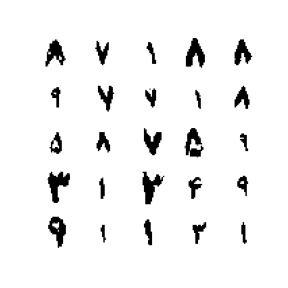 ۸ ۷ ۱ ۸ ۸
۹ ۷ ۷ ۱ ۸
۵ ۸ ۷ ۵ ۹
۳ ۱ ۳ ۴ ۹
۹ ۱ ۱ ۳ ۱